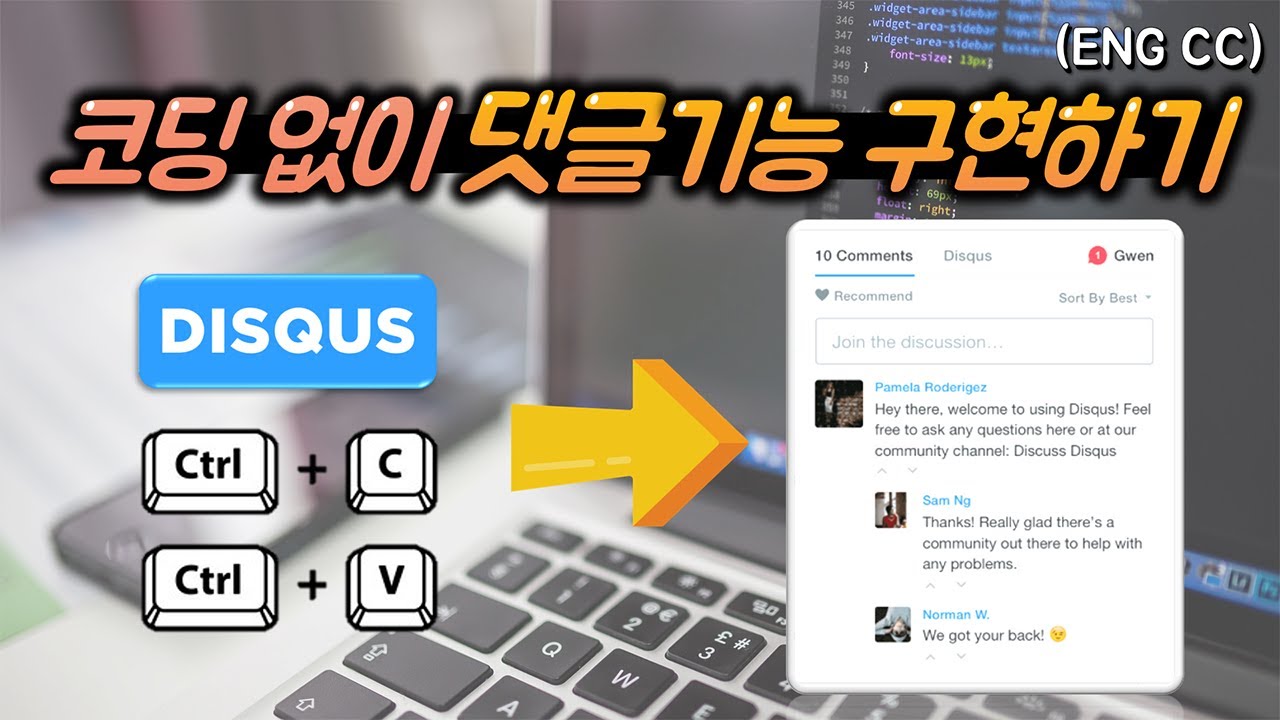 345
.widget-area-sidebar
346
.widget-area-sidebar
347
.widget-area-sidebar
348
font-size: 13px;
349
}
350
(ENG CC)
코딩 없이 댓글기능 구현하기
69px;
float: right;
DISQUS
Ctrl + C
Ctrl + V
10 Comments Disqus 1 Gwen
Recommend Sort By Best
Join the discussion...
Pamela Roderigez
Hey there, welcome to using Disqus! Feel
free to ask any questions here or at our
community channel: Discuss Disqus
Sam Ng
Thanks! Really glad there's a
community out there to help with
any problems.
Norman W.
We got your back! 😉
2
@
€
3
£
#
Q
W
A